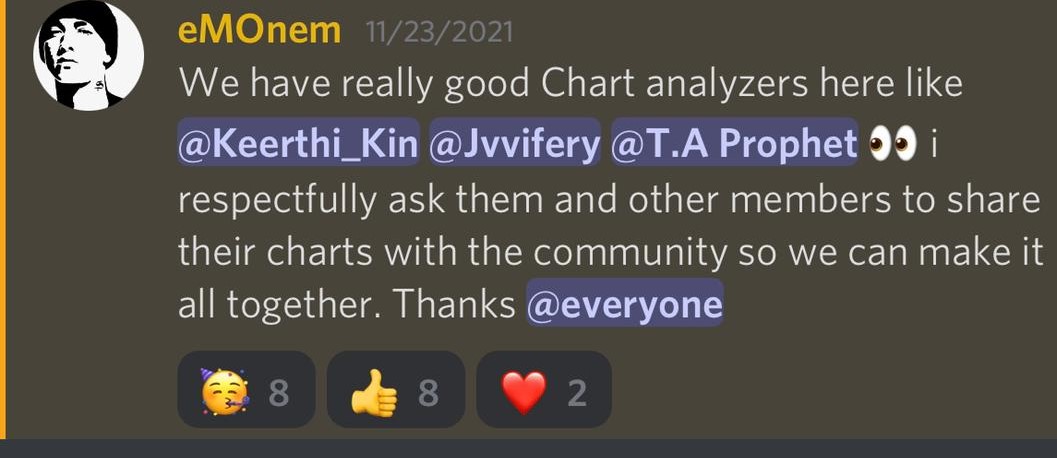 eMOnem 11/23/2021
We have really good Chart analyzers here like
@Keerthi_Kin @Jvvifery @T.A Prophet 👀 i
respectfully ask them and other members to share
their charts with the community so we can make it
all together. Thanks @everyone
🥳 8 👍 8 ❤️ 2